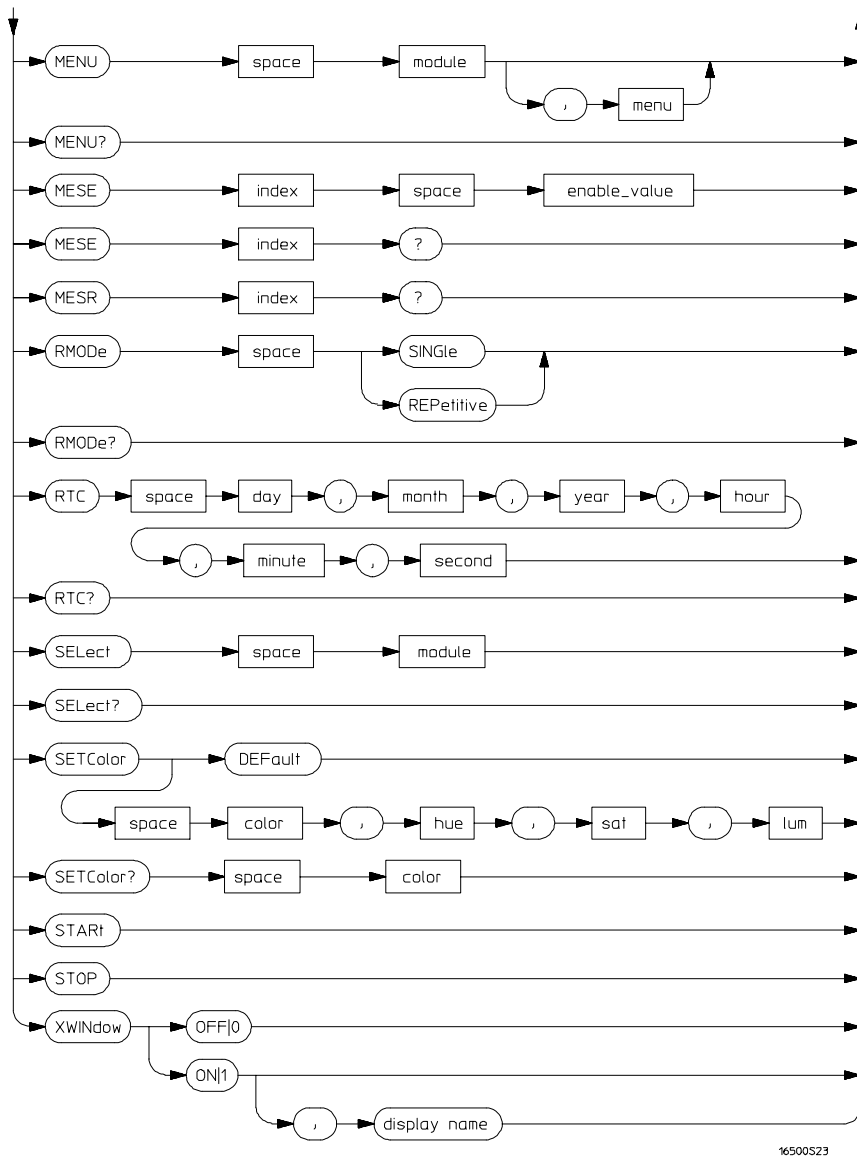 MENU space module
, menu
MENU?
MESE index space enable_value
MESE index ?
MESR index ?
RMODe space SINGle
REPetitive
RMODe?
RTC space day , month , year , hour
, minute , second
RTC?
SELect space module
SELect?
SETColor DEFault
space color , hue , sat , lum
SETColor? space color
STARt
STOP
XWINdow OFF|0
ON|1
, display name
16500S23